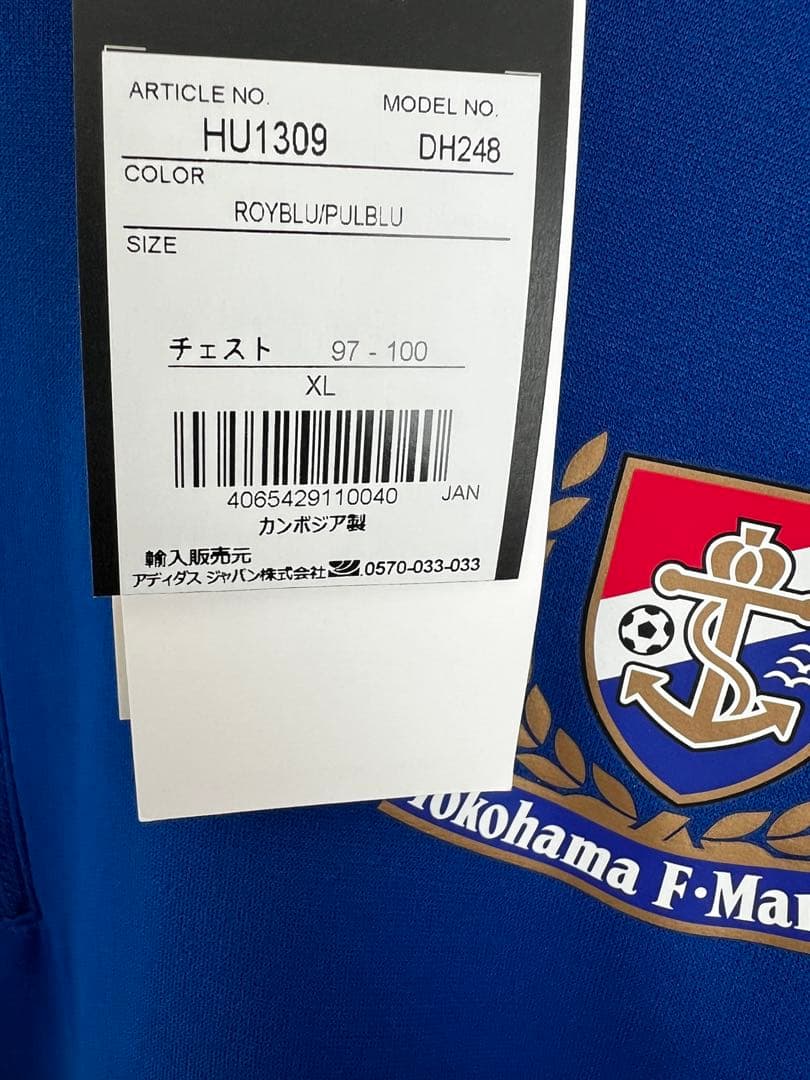 ARTICLE NO.
MODEL NO.
HU1309
DH248
COLOR
ROYBLU/PULBLU
SIZE
チェスト 97 - 100
XL
4065429110040 JAN
カンボジア製
輸入販売元
アディダス ジャパン株式会社 .0570-033-033
Yokohama F·Mar